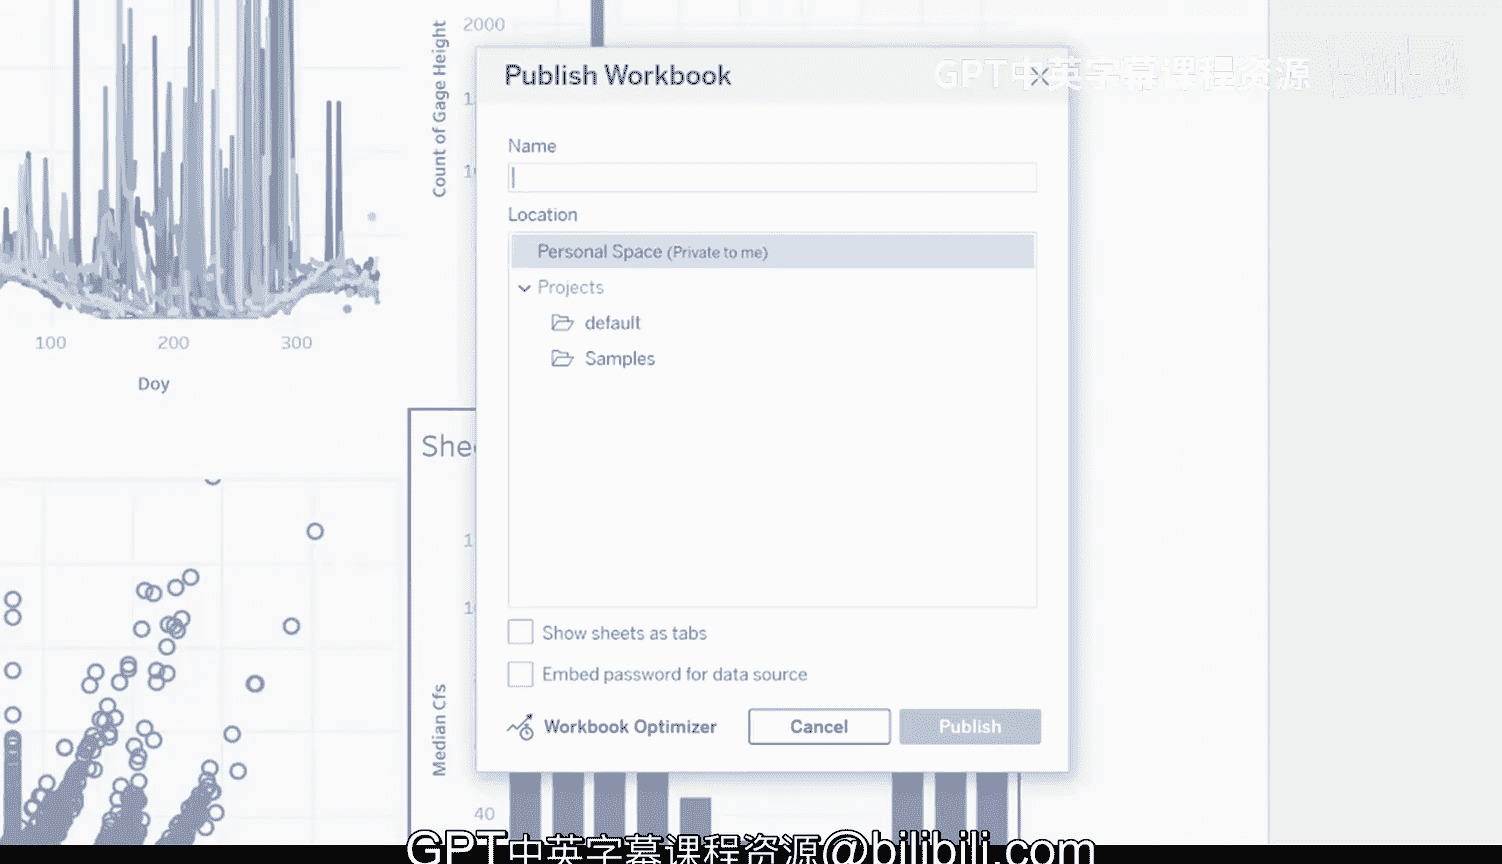 2000
Count of Gage Height
100
200
300
Doy
Publish Workbook
GPT中英字幕课程资源
Name
Location
Personal Space (Private to me)
Projects
default
Samples
Show sheets as tabs
Embed password for data source
Workbook Optimizer
Cancel
Publish
Median Cfs
40
GPT中英字幕课程资源@bilibili.com